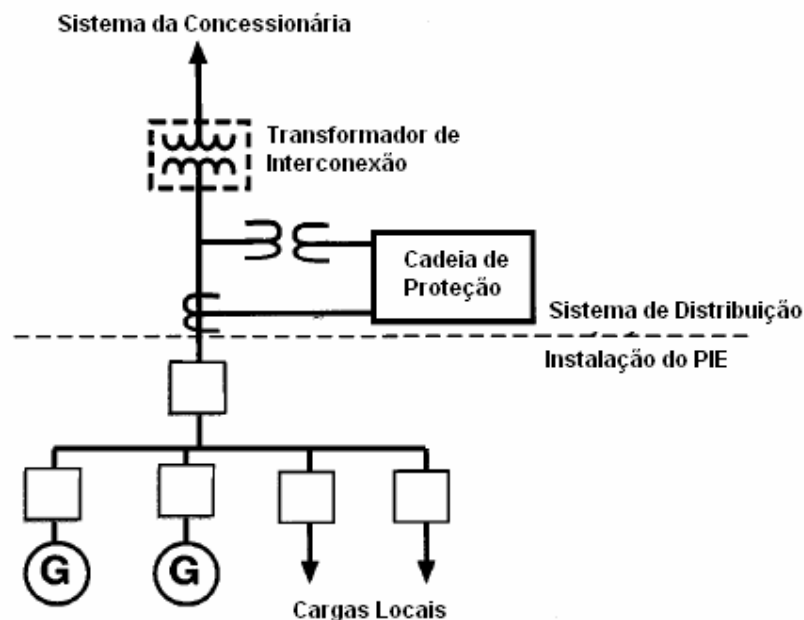 Sistema da Concessionária
Transformador de
Interconexão
Cadeia de
Proteção
Sistema de Distribuição
Instalação do PIE
G
G
Cargas Locais